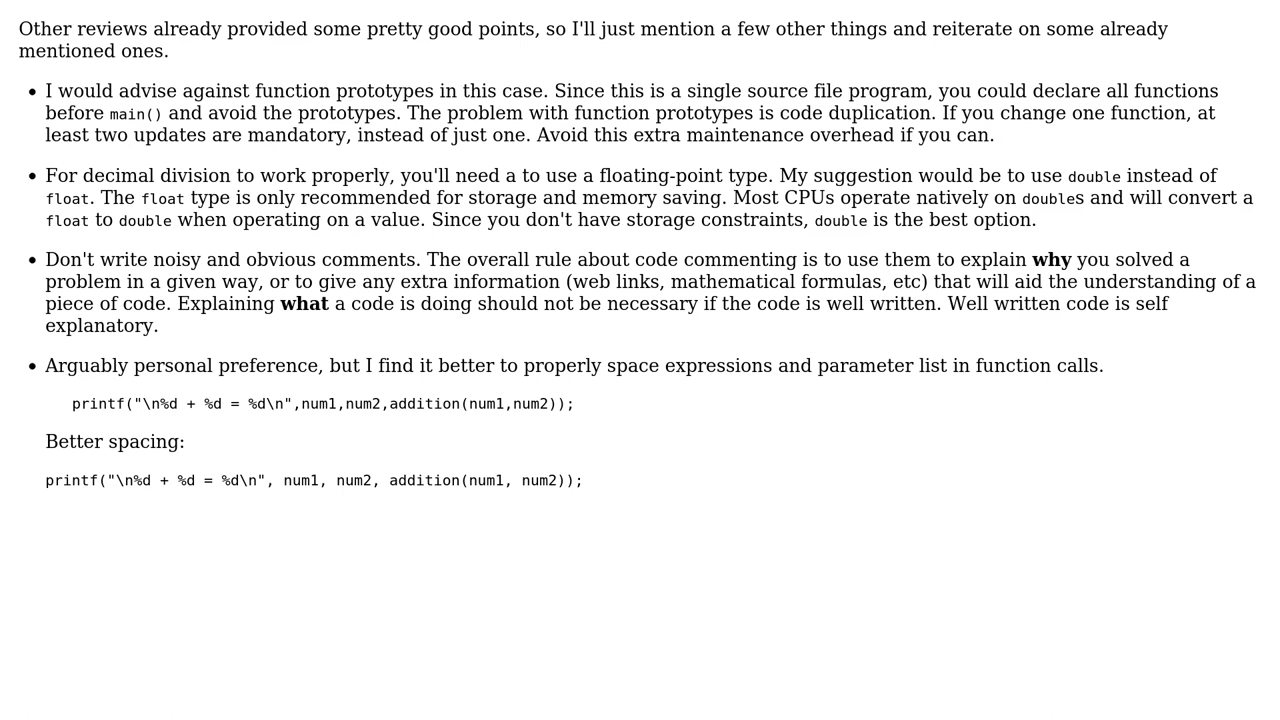 Other reviews already provided some pretty good points, so I'll just mention a few other things and reiterate on some already
mentioned ones.
• I would advise against function prototypes in this case. Since this is a single source file program, you could declare all functions
before main() and avoid the prototypes. The problem with function prototypes is code duplication. If you change one function, at
least two updates are mandatory, instead of just one. Avoid this extra maintenance overhead if you can.
• For decimal division to work properly, you'll need a to use a floating-point type. My suggestion would be to use double instead of
float. The float type is only recommended for storage and memory saving. Most CPUs operate natively on doubles and will convert a
float to double when operating on a value. Since you don't have storage constraints, double is the best option.
• Don't write noisy and obvious comments. The overall rule about code commenting is to use them to explain why you solved a
problem in a given way, or to give any extra information (web links, mathematical formulas, etc) that will aid the understanding of a
piece of code. Explaining what a code is doing should not be necessary if the code is well written. Well written code is self
explanatory.
• Arguably personal preference, but I find it better to properly space expressions and parameter list in function calls.
printf("\n%d + %d = %d\n",num1,num2,addition(num1,num2));
Better spacing:
printf("\n%d + %d = %d\n", num1, num2, addition(num1, num2));